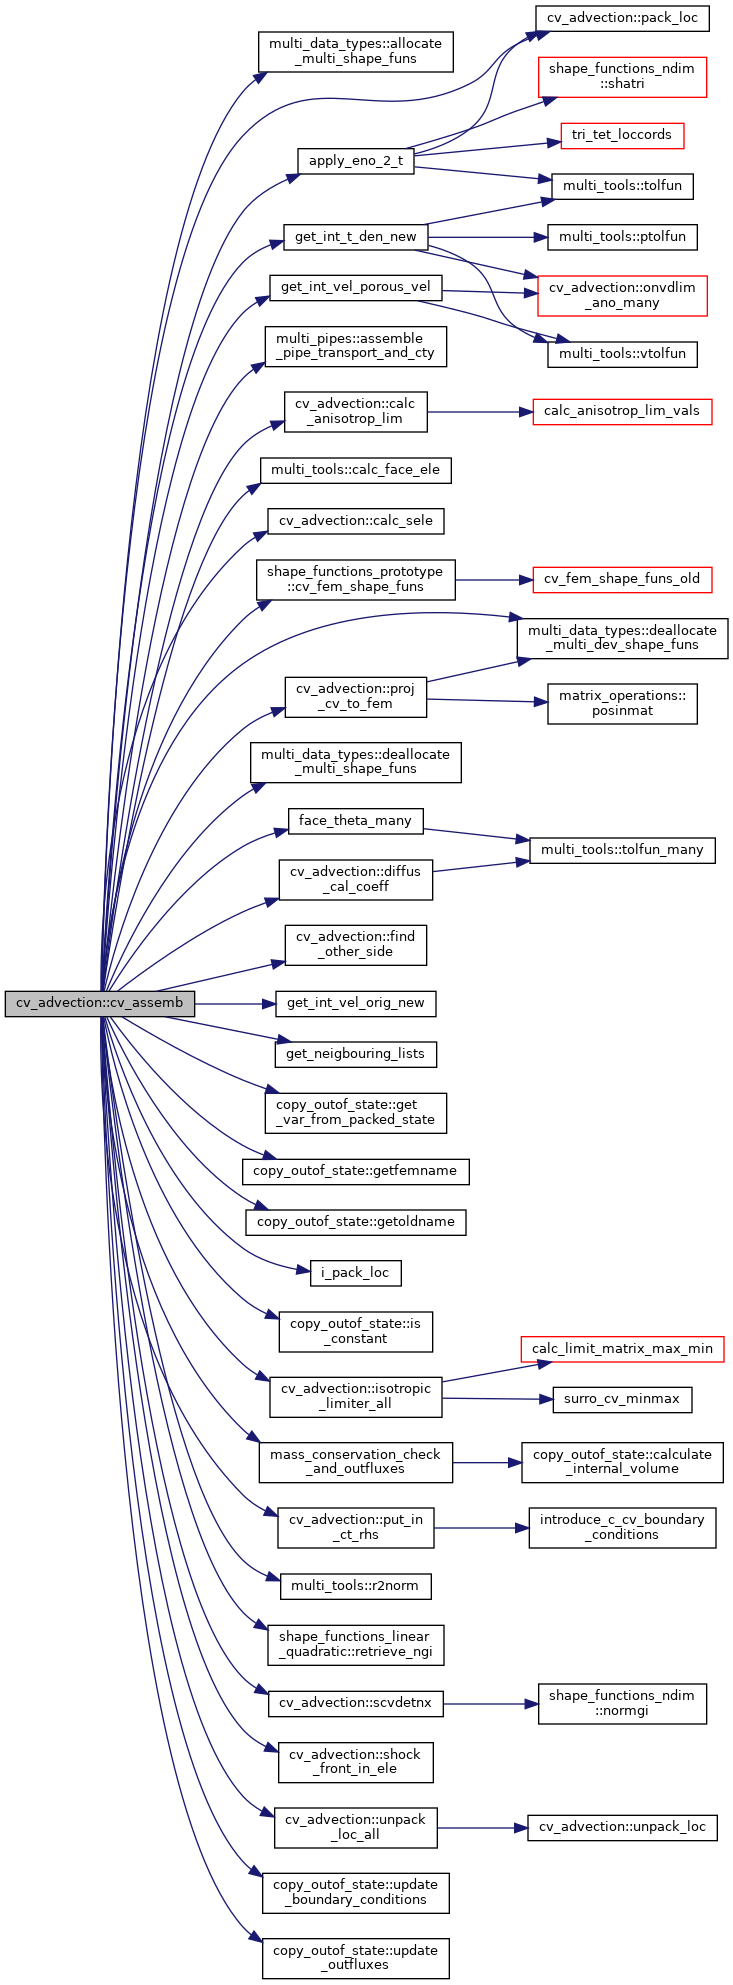 cv_advection::cv_assemb
multi_data_types::allocate
_multi_shape_funs
apply_eno_2_t
get_int_t_den_new
get_int_vel_porous_vel
multi_pipes::assemble
_pipe_transport_and_cty
cv_advection::calc
_anisotrop_lim
multi_tools::calc_face_ele
cv_advection::calc_sele
shape_functions_prototype
::cv_fem_shape_funs
cv_advection::proj
_cv_to_fem
multi_data_types::deallocate
_multi_shape_funs
face_theta_many
cv_advection::diffus
_cal_coeff
cv_advection::find
_other_side
get_int_vel_orig_new
get_neigbouring_lists
copy_outof_state::get
_var_from_packed_state
copy_outof_state::getfemname
copy_outof_state::getoldname
i_pack_loc
copy_outof_state::is
_constant
cv_advection::isotropic
_limiter_all
mass_conservation_check
_and_outfluxes
cv_advection::put_in
_ct_rhs
multi_tools::r2norm
shape_functions_linear
_quadratic::retrieve_ngi
cv_advection::scvdetnx
cv_advection::shock
_front_in_ele
cv_advection::unpack
_loc_all
copy_outof_state::update
_boundary_conditions
copy_outof_state::update
_outfluxes
cv_advection::pack_loc
shape_functions_ndim
::shatri
tri_tet_loccords
multi_tools::tolfun
multi_tools::ptolfun
cv_advection::onvdlim
_ano_many
multi_tools::vtolfun
calc_anisotrop_lim_vals
cv_fem_shape_funs_old
multi_data_types::deallocate
_multi_dev_shape_funs
matrix_operations::
posinmat
multi_tools::tolfun_many
calc_limit_matrix_max_min
surro_cv_minmax
copy_outof_state::calculate
_internal_volume
introduce_c_cv_boundary
_conditions
shape_functions_ndim
::normgi
cv_advection::unpack_loc